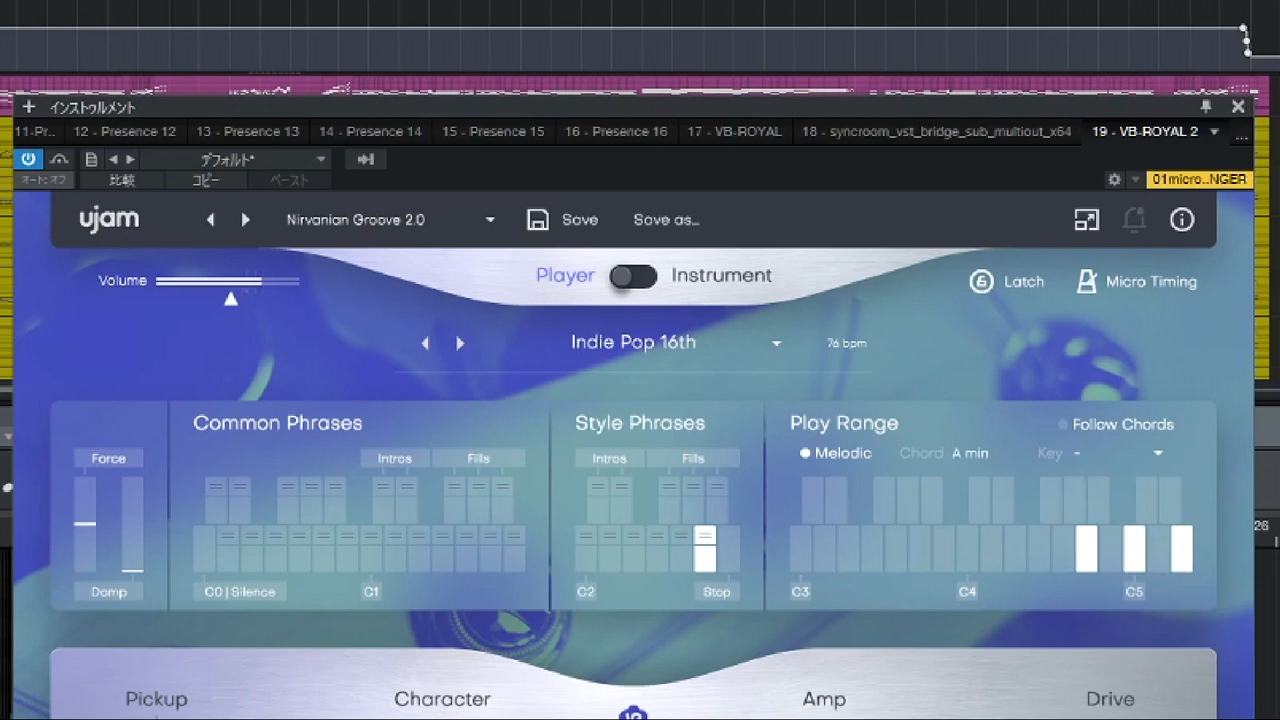 インストゥルメント
11-Pr... 12 - Presence 12 13 - Presence 13 14 - Presence 14 15 - Presence 15 16 - Presence 16 17 - VB-ROYAL 18 - syncroom_vst_bridge_sub_multiout_x64 19 - VB-ROYAL 2 ...
デフォルト*
オート: オフ 比較 コピー ペースト 01micro..NGER
ujam Nirvanian Groove 2.0 Save Save as...
Player Instrument
Volume Latch Micro Timing
Indie Pop 16th 76 bpm
Common Phrases Style Phrases Play Range Follow Chords
Melodic Chord A min Key -
Force Intros Fills Intros Fills
26
Damp C0 | Silence C1 C2 Stop C3 C4 C5
Pickup Character Amp Drive